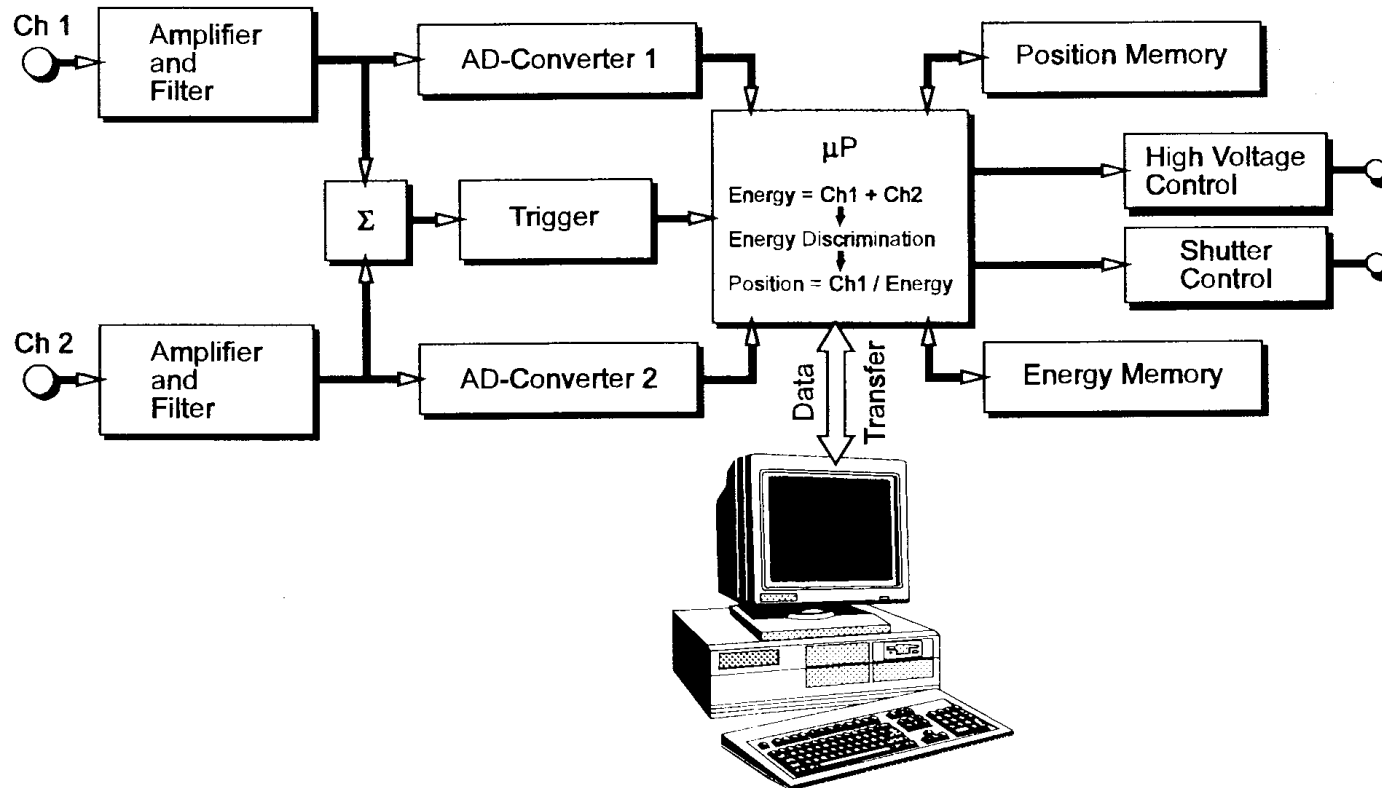 Ch 1
Amplifier
and
Filter
AD-Converter 1
Position Memory
μP
Energy = Ch1 + Ch2
Energy Discrimination
Position = Ch1 / Energy
High Voltage
Control
Σ
Trigger
Shutter
Control
Ch 2
Amplifier
and
Filter
AD-Converter 2
Data
Transfer
Energy Memory